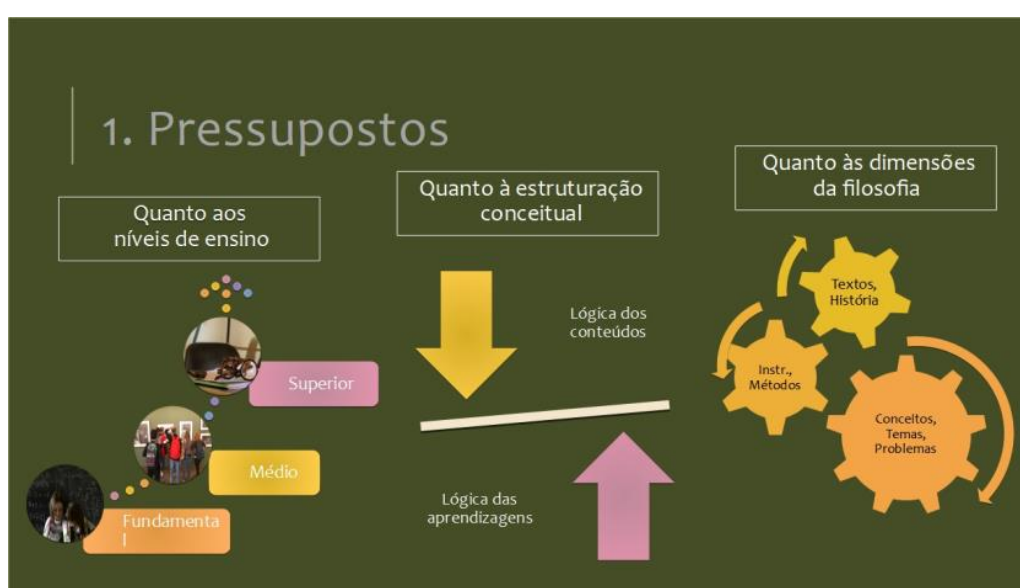 1. Pressupostos
Quanto aos
níveis de ensino
Superior
Médio
Fundamenta
l
Quanto à estruturação
conceitual
Lógica dos
conteúdos
Lógica das
aprendizagens
Quanto às dimensões
da filosofia
Textos,
História
Instr.,
Métodos
Conceitos,
Temas,
Problemas